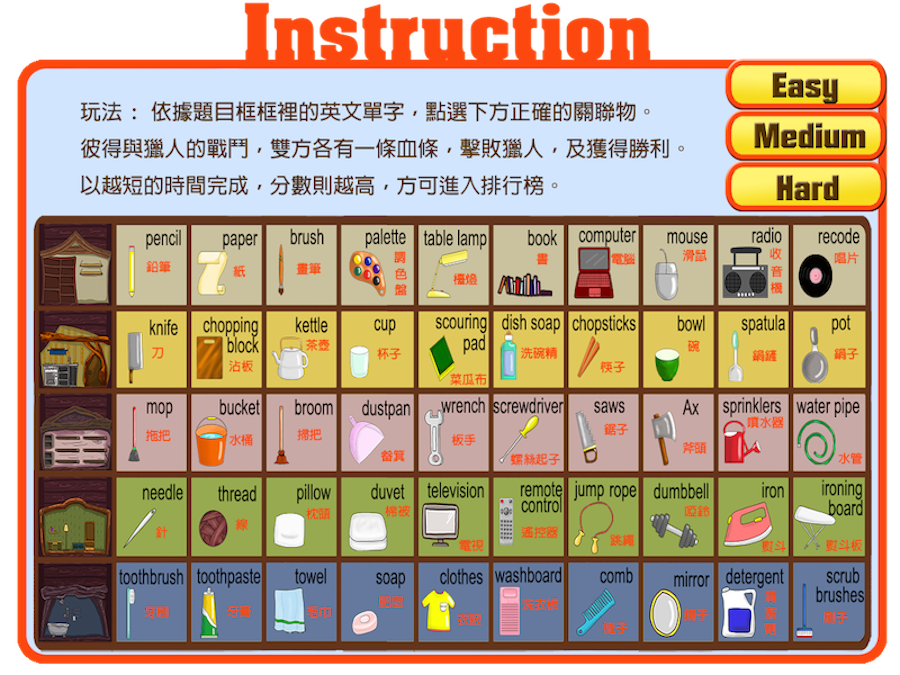 Instruction
Easy
Medium
Hard
玩法：依據題目框框裡的英文單字，點選下方正確的關聯物。
彼得與獵人的戰鬥，雙方各有一條血條，擊敗獵人，及獲得勝利。
以越短的時間完成，分數則越高，方可進入排行榜。
pencil
鉛筆
paper
紙
brush
畫筆
palette
調色盤
table lamp
book
書
computer
電腦
mouse
滑鼠
radio
收音機
recode
唱片
knife
刀
chopping
block
沾板
kettle
茶壺
cup
杯子
scouring
pad
菜瓜布
dish soap
洗碗精
chopsticks
筷子
bowl
碗
spatula
鍋鏟
pot
鍋子
mop
拖把
bucket
水桶
broom
掃把
dustpan
畚箕
wrench
板手
screwdriver
螺絲起子
saws
鋸子
Ax
斧頭
sprinklers
噴水器
water pipe
水管
needle
針
thread
線
pillow
枕頭
duvet
棉被
television
電視
remote
control
遙控器
jump rope
跳繩
dumbbell
啞鈴
iron
熨斗
ironing
board
熨斗板
toothbrush
牙刷
toothpaste
牙膏
towel
毛巾
soap
肥皂
clothes
衣服
washboard
洗衣板
comb
梳子
mirror
鏡子
detergent
scrub
brushes
刷子